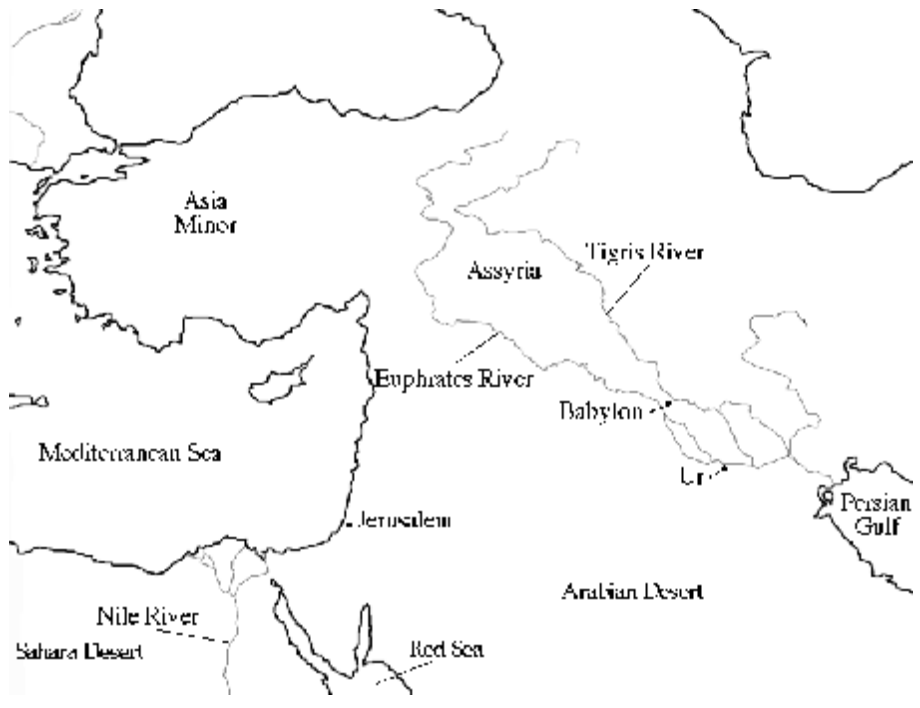 Asia
Minor
Tigris River
Assyria
Euphrates River
Babylon
Mediterranean Sea
Ur
Persian
Gulf
Jerusalem
Arabian Desert
Nile River
Sahara Desert
Red Sea